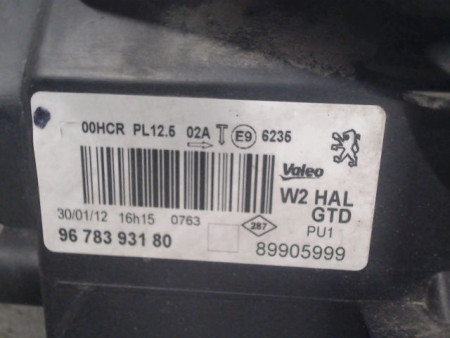 00HCR PL12.5 02A E9 6235
Valeo
W2 HAL
GTD
PU1
30/01/12 16h15 0763
287
96 783 931 80
89905999